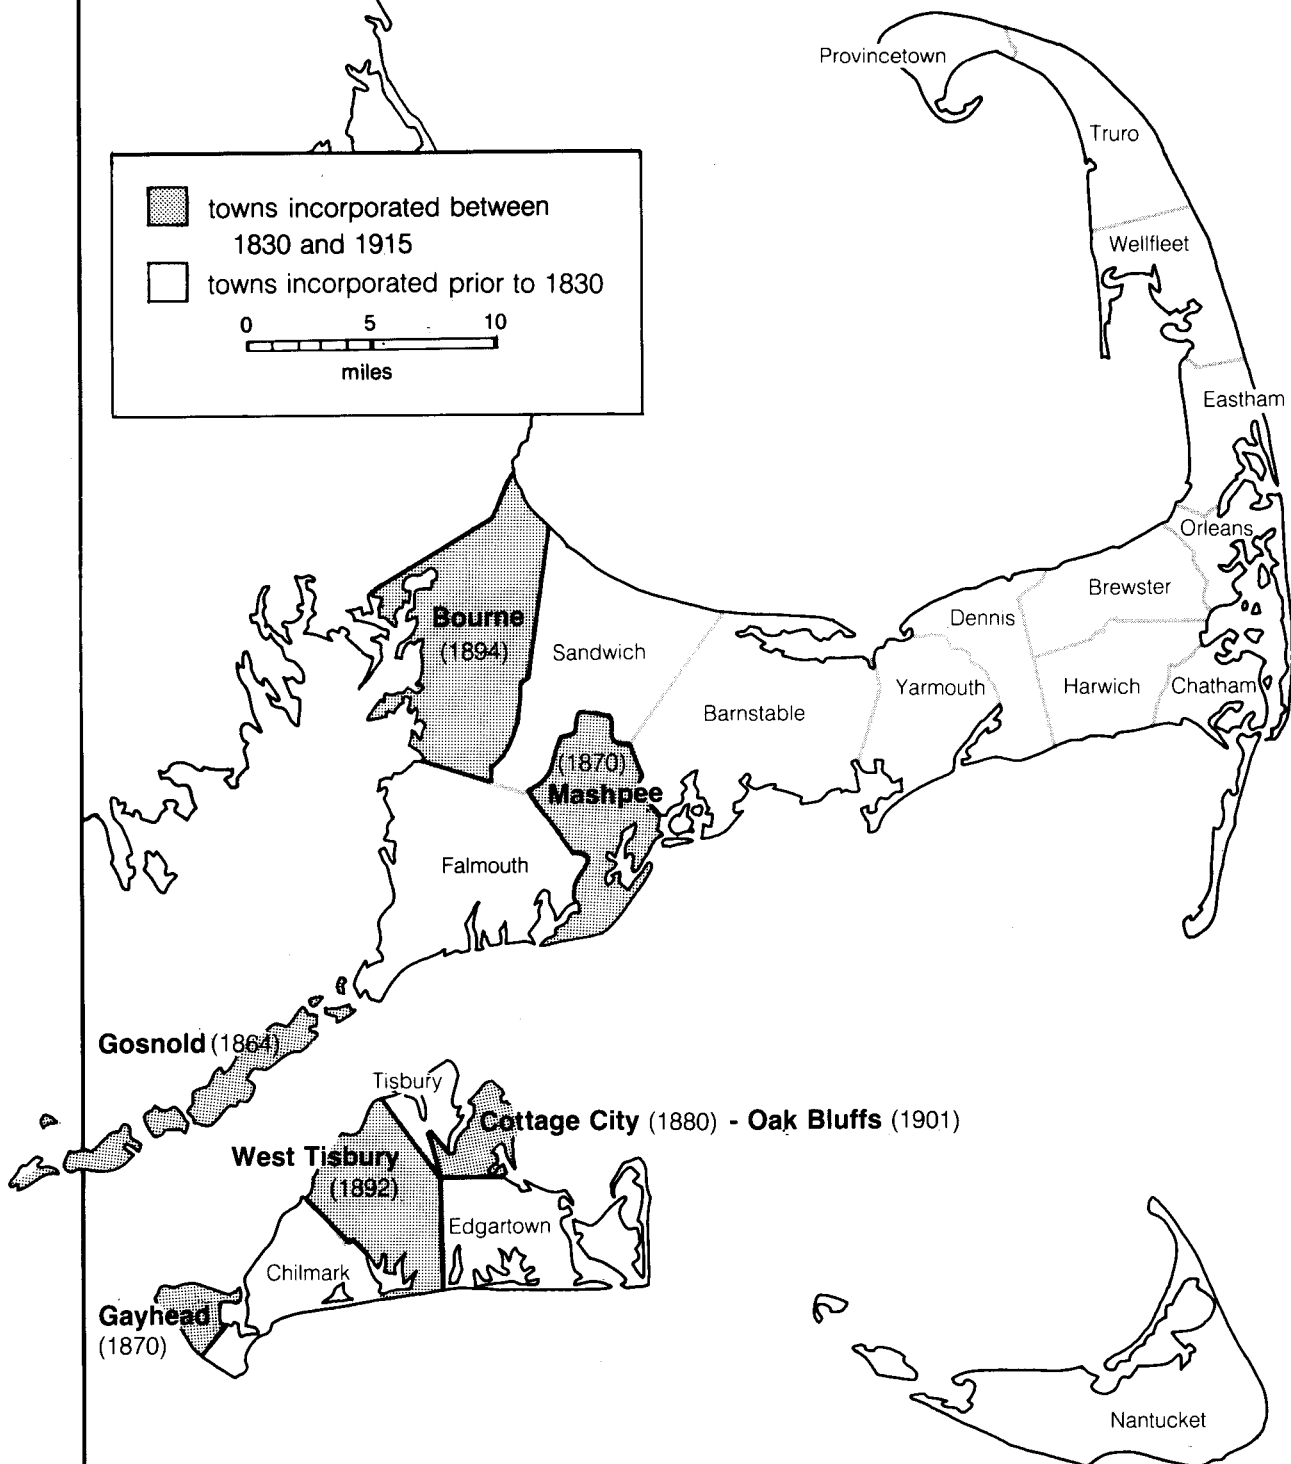 Provincetown
Truro
towns incorporated between
1830 and 1915
towns incorporated prior to 1830
0 5 10
miles
Wellfleet
Eastham
Orleans
Brewster
Dennis
Bourne
(1894)
Sandwich
Yarmouth
Harwich
Chatham
Barnstable
(1870)
Mashpee
Falmouth
Gosnold (1864)
Tisbury
Cottage City (1880) - Oak Bluffs (1901)
West Tisbury
(1892)
Edgartown
Chilmark
Gayhead
(1870)
Nantucket